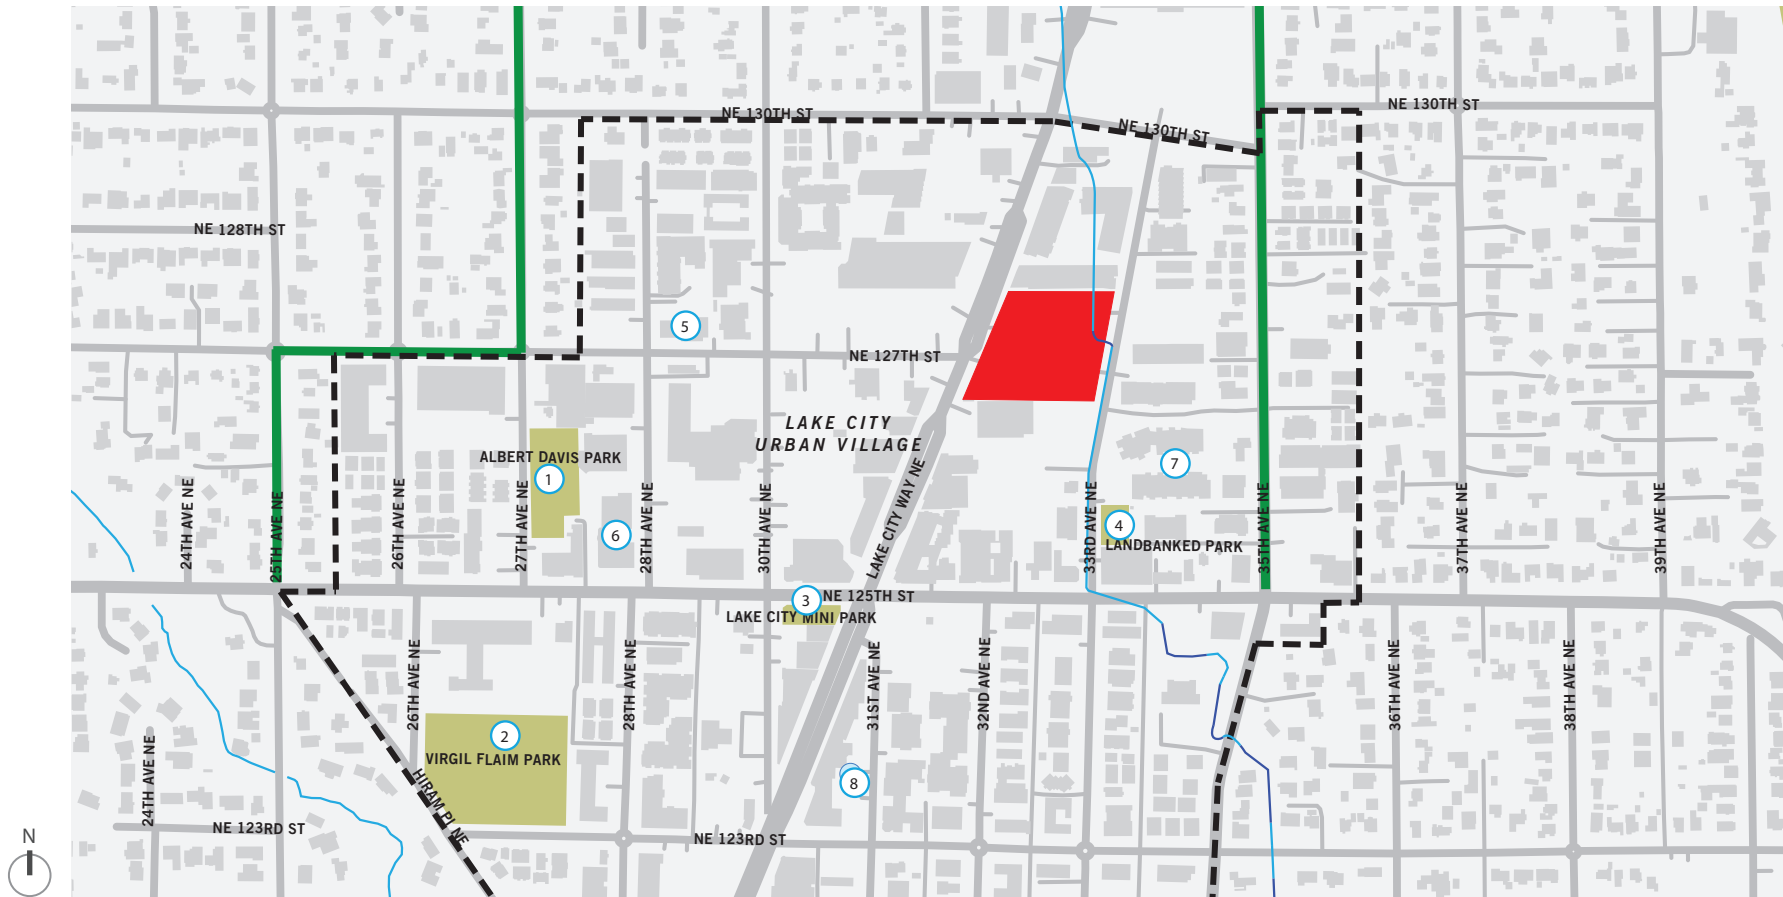 NE 130TH ST
NE 130TH ST
NE 130TH ST
NE 128TH ST
5
NE 127TH ST
LAKE CITY
URBAN VILLAGE
ALBERT DAVIS PARK
1
7
LAKE CITY WAY NE
24TH AVE NE
25TH AVE NE
26TH AVE NE
27TH AVE NE
28TH AVE NE
30TH AVE NE
33RD AVE NE
35TH AVE NE
37TH AVE NE
39TH AVE NE
6
4
LANDBANKED PARK
3
NE 125TH ST
LAKE CITY MINI PARK
26TH AVE NE
28TH AVE NE
31ST AVE NE
32ND AVE NE
36TH AVE NE
38TH AVE NE
2
VIRGIL FLAIM PARK
24TH AVE NE
HIRAM PL NE
8
NE 123RD ST
NE 123RD ST
N